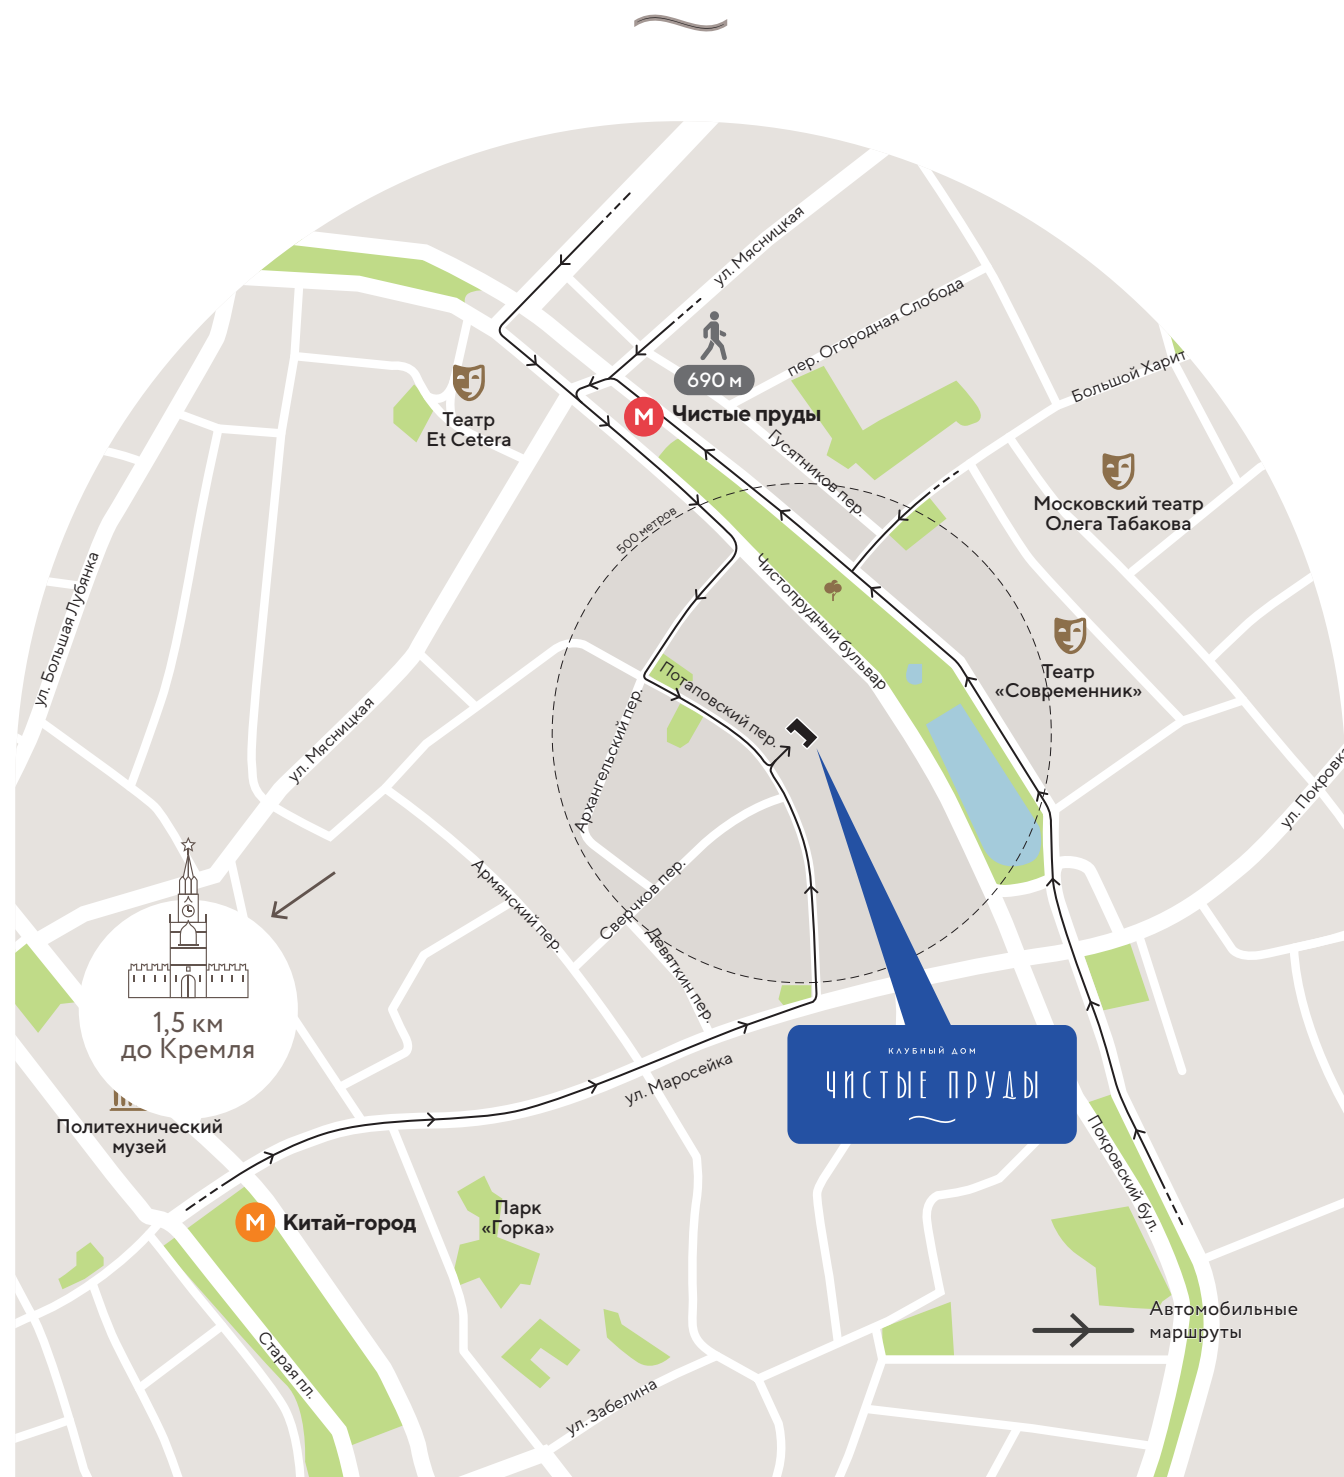 ул. Мясницкая
пер. Огородная Слобода
690 м
Большой Харит
М
Чистые пруды
Театр
Et Cetera
Гусятников пер.
Московский театр
Олега Табакова
500 метров
Чистопрудный бульвар
ул. Большая Лубянка
Театр
«Современник»
Потаповский пер.
Архангельский пер.
ул. Мясницкая
ул. Покровка
Армянский пер.
Сверчков пер.
Девяткин пер.
1,5 км
до Кремля
КЛУБНЫЙ ДОМ
ЧИСТЫЕ ПРУДЫ
ул. Маросейка
Политехнический
музей
Покровский бул.
М
Китай-город
Парк
«Горка»
Автомобильные
маршруты
Старая пл.
ул. Забелина